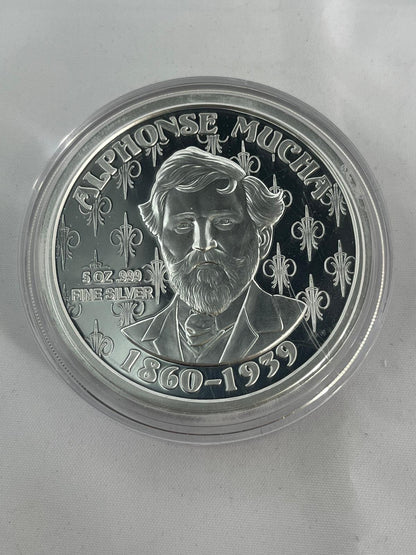 ALPHONSE MUCHA
5 OZ .999
FINE SILVER
1860-1939